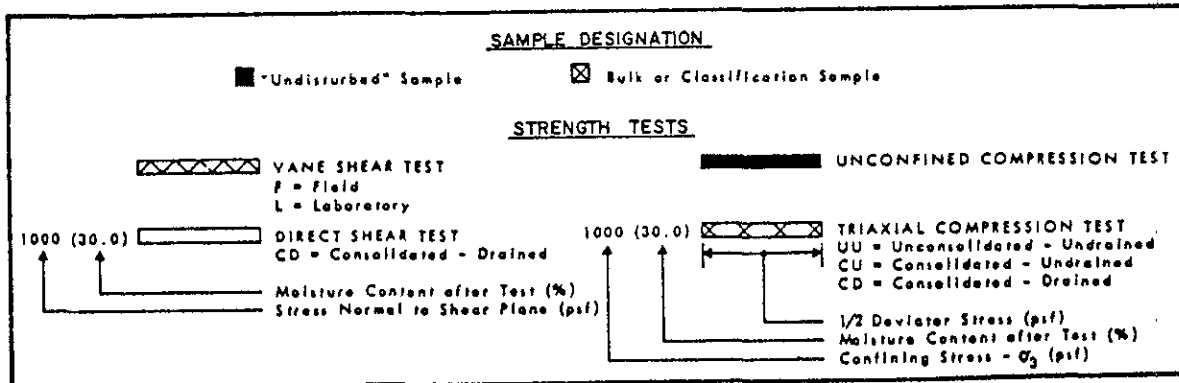 SAMPLE DESIGNATION
"Undisturbed" Sample
Bulk or Classification Sample
STRENGTH TESTS
VANE SHEAR TEST
F = Field
L = Laboratory
UNCONFINED COMPRESSION TEST
1000 (30.0)
DIRECT SHEAR TEST
CD = Consolidated - Drained
Moisture Content after Test (%)
Stress Normal to Shear Plane (psf)
1000 (30.0)
TRIAXIAL COMPRESSION TEST
UU = Unconsolidated - Undrained
CU = Consolidated - Undrained
CD = Consolidated - Drained
1/2 Deviator Stress (psf)
Moisture Content after Test (%)
Confining Stress - σ3 (psf)